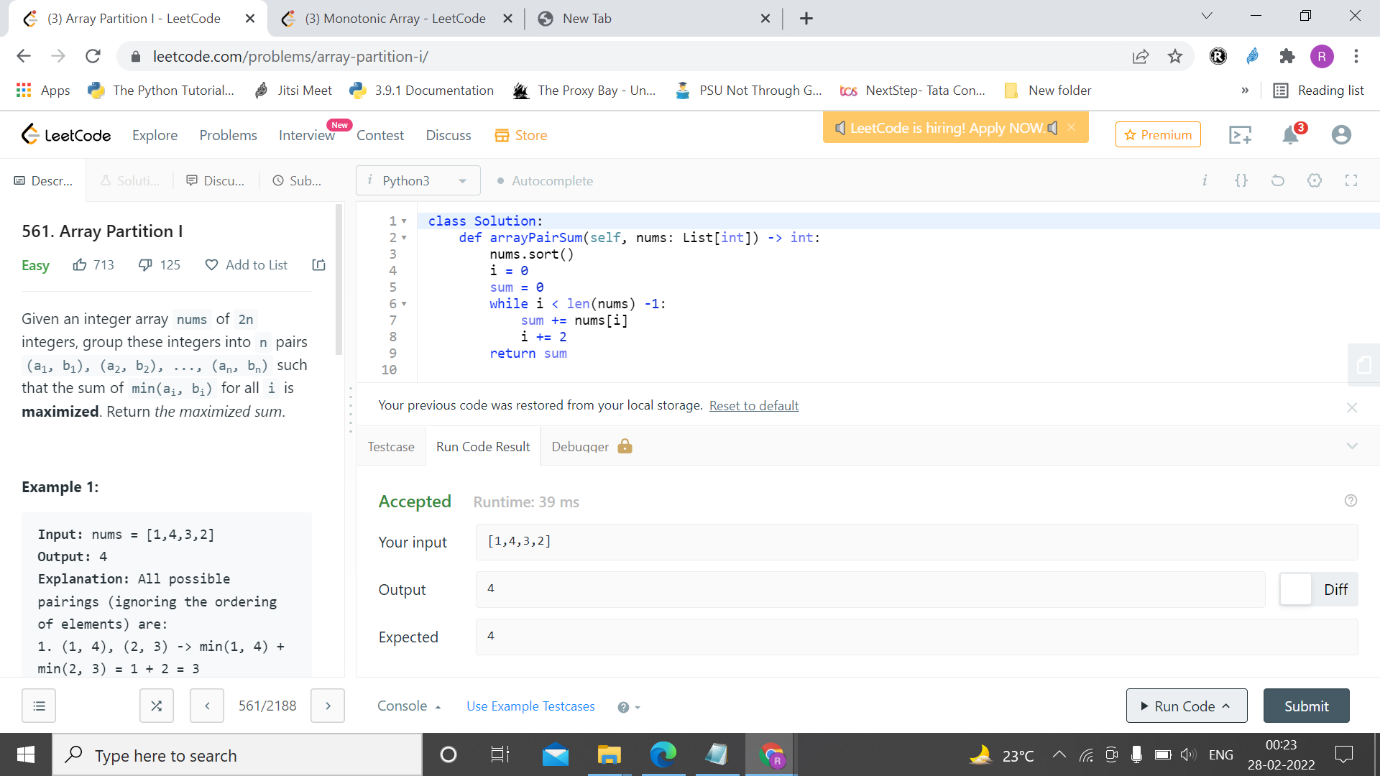 (3) Array Partition I - LeetCode
(3) Monotonic Array - LeetCode
New Tab
leetcode.com/problems/array-partition-i/
R
R
Apps
The Python Tutorial...
Jitsi Meet
3.9.1 Documentation
The Proxy Bay - Un...
PSU Not Through G...
tcs NextStep- Tata Con...
New folder
»
Reading list
LeetCode
Explore
Problems
Interview New
Contest
Discuss
Store
LeetCode is hiring! Apply NOW.
Premium
3
Descr...
Soluti...
Discu...
Sub...
561. Array Partition I
Easy 713 125 Add to List
Given an integer array nums of 2n
integers, group these integers into n pairs
(a₁, b₁), (a₂, b₂), ..., (aₙ, bₙ) such
that the sum of min(aᵢ, bᵢ) for all i is
maximized. Return the maximized sum.
Example 1:
Input: nums = [1,4,3,2]
Output: 4
Explanation: All possible
pairings (ignoring the ordering
of elements) are:
1. (1, 4), (2, 3) -> min(1, 4) +
min(2, 3) = 1 + 2 = 3
561/2188
i Python3
Autocomplete
i {}
1 class Solution:
2     def arrayPairSum(self, nums: List[int]) -> int:
3         nums.sort()
4         i = 0
5         sum = 0
6         while i < len(nums) -1:
7             sum += nums[i]
8             i += 2
9         return sum
10
Your previous code was restored from your local storage. Reset to default
Testcase
Run Code Result
Debugger
Accepted Runtime: 39 ms
Your input [1,4,3,2]
Output 4
Diff
Expected 4
Console
Use Example Testcases
Run Code
Submit
Type here to search
R
23°C
ENG
00:23
28-02-2022